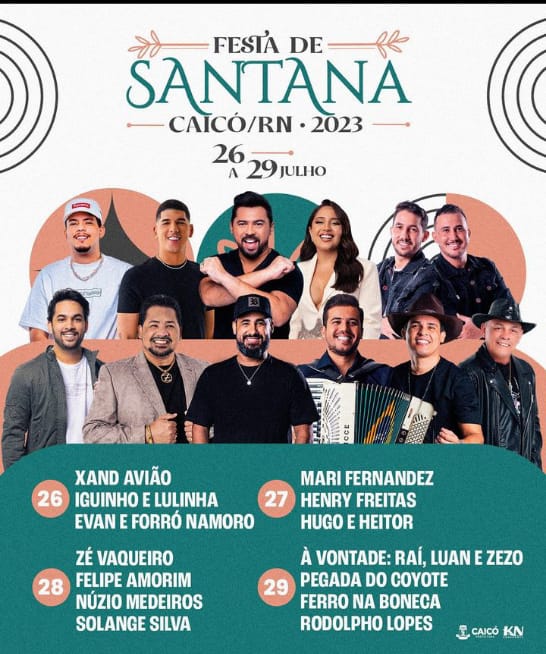 FESTA DE
SANTANA
CAICÓ/RN • 2023
26
A 29 JULHO
26
XAND AVIÃO
IGUINHO E LULINHA
EVAN E FORRÓ NAMORO
27
MARI FERNANDEZ
HENRY FREITAS
HUGO E HEITOR
28
ZÉ VAQUEIRO
FELIPE AMORIM
NÚZIO MEDEIROS
SOLANGE SILVA
29
À VONTADE: RAÍ, LUAN E ZEZO
PEGADA DO COYOTE
FERRO NA BONECA
RODOLPHO LOPES
CAICÓ
KN